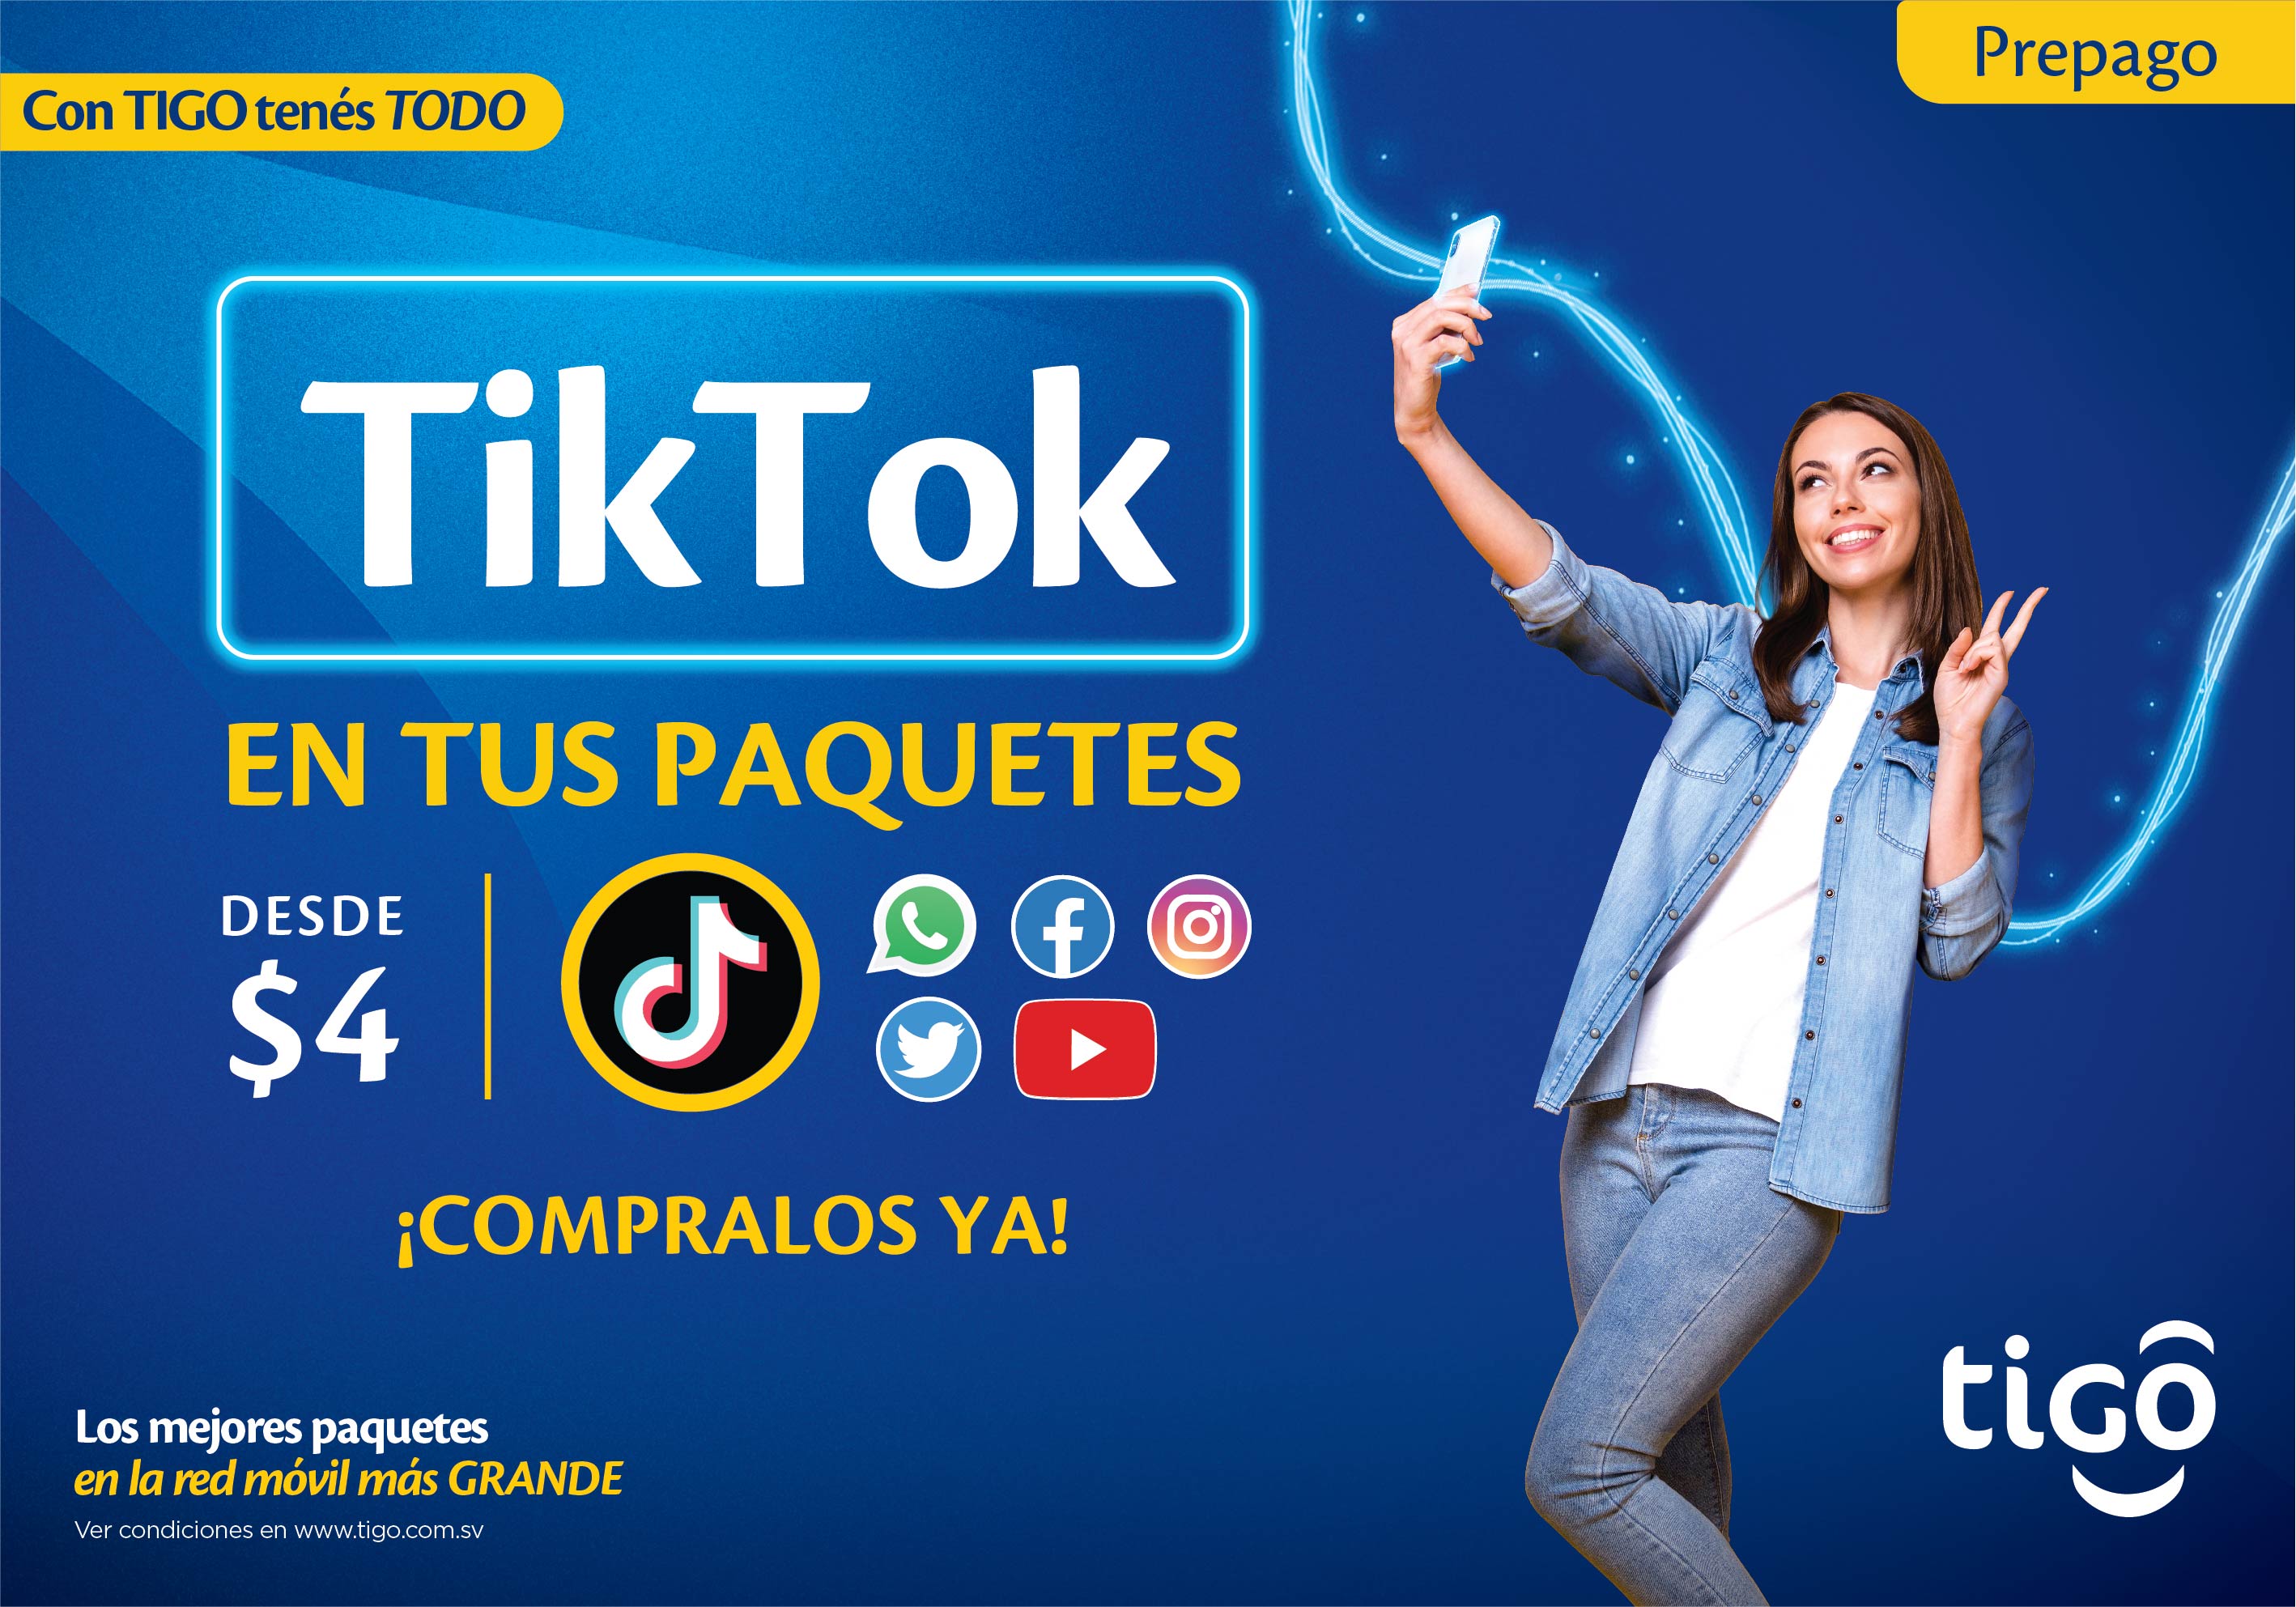 Prepago
Con TIGO tenés TODO
TikTok
EN TUS PAQUETES
DESDE
$4
¡COMPRALOS YA!
Los mejores paquetes
en la red móvil más GRANDE
Ver condiciones en www.tigo.com.sv
tigo